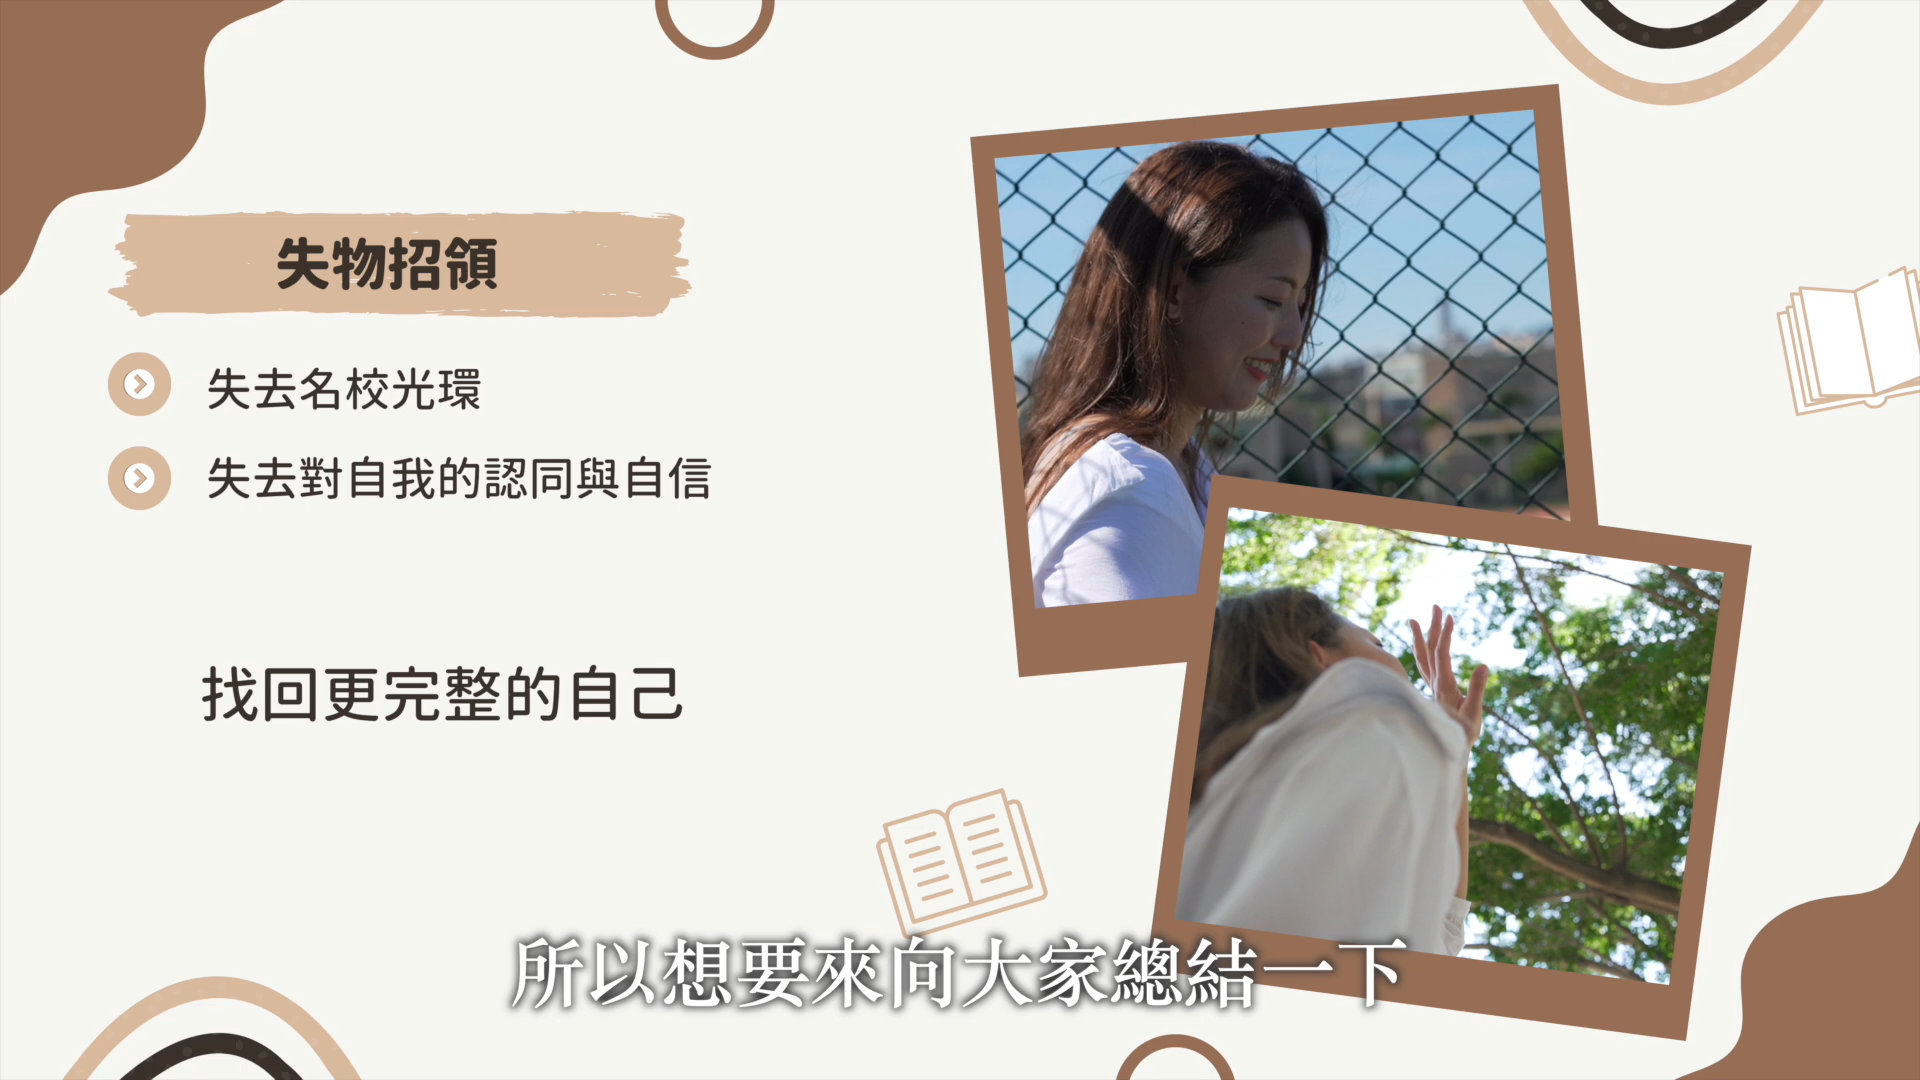 失物招領
失去名校光環
失去對自我的認同與自信
找回更完整的自己
所以想要來向大家總結一下